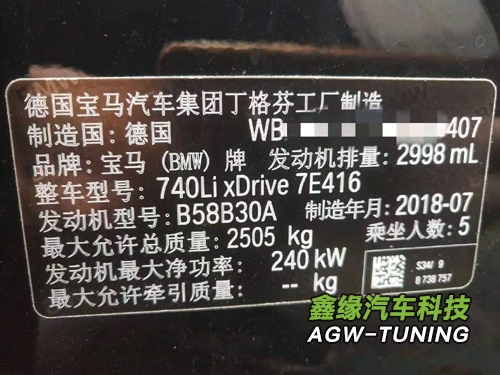 德国宝马汽车集团丁格芬工厂制造
制造国：德国 WB 407
品牌：宝马 (BMW) 牌 发动机排量：2998 mL
整车型号：740Li xDrive 7E416
发动机型号：B58B30A 制造年月：2018-07
最大允许总质量：2505 kg 乘坐人数：5
发动机最大净功率： 240 kW
最大允许牵引质量： -- kg
S34/ 9
8 738 757
鑫缘汽车科技
AGW-TUNING